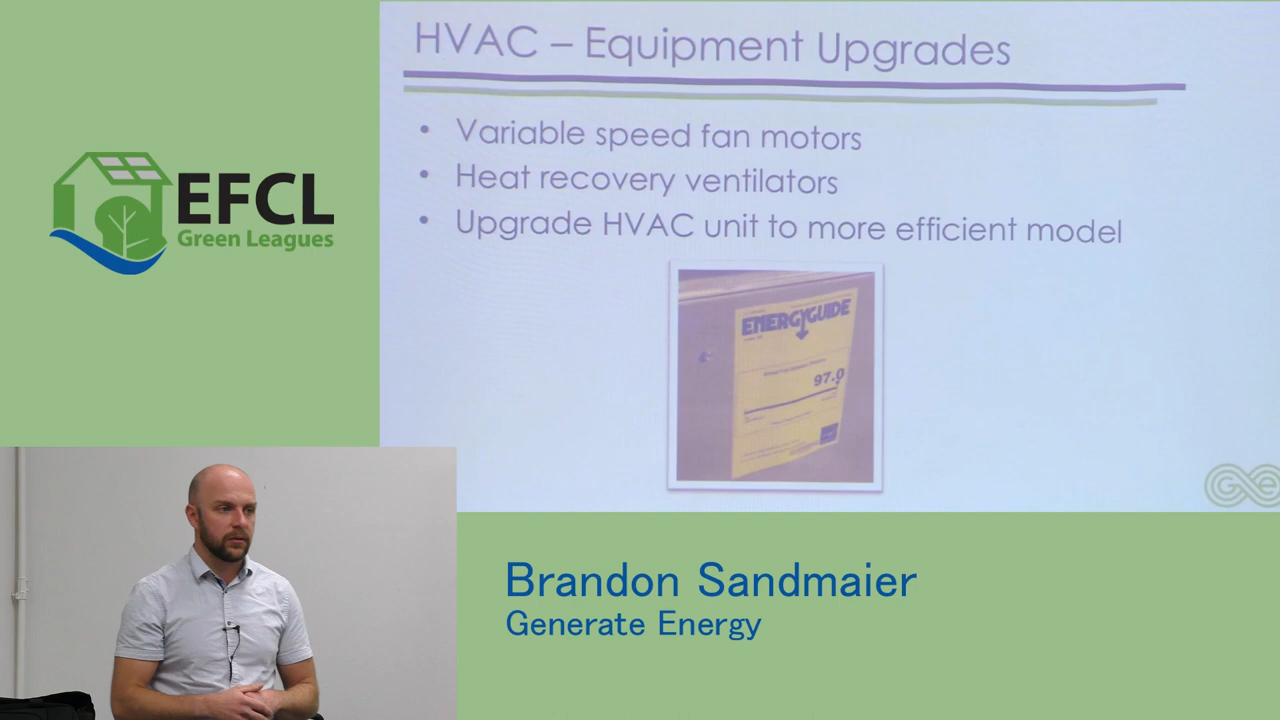 HVAC – Equipment Upgrades
• Variable speed fan motors
• Heat recovery ventilators
• Upgrade HVAC unit to more efficient model
ENERGYGUIDE
97.0
EFCL
Green Leagues
Brandon Sandmaier
Generate Energy